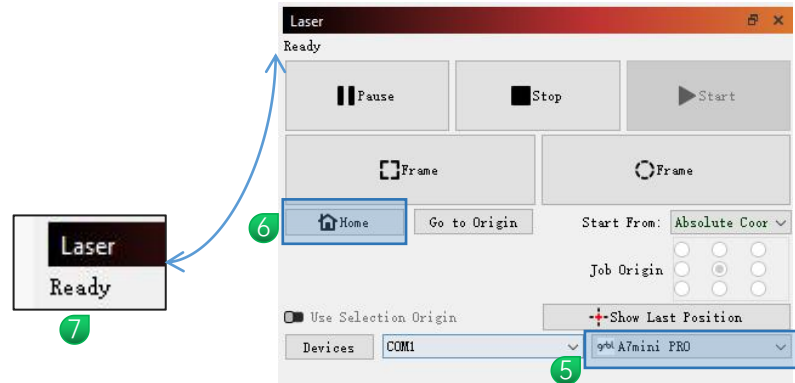 Laser
Ready
Pause
Stop
Start
Frame
Frame
6
Home
Go to Origin
Start From:
Absolute Coor
Laser
Ready
7
Job Origin
Use Selection Origin
Show Last Position
Devices
COM1
5
grbl A7mini PRO